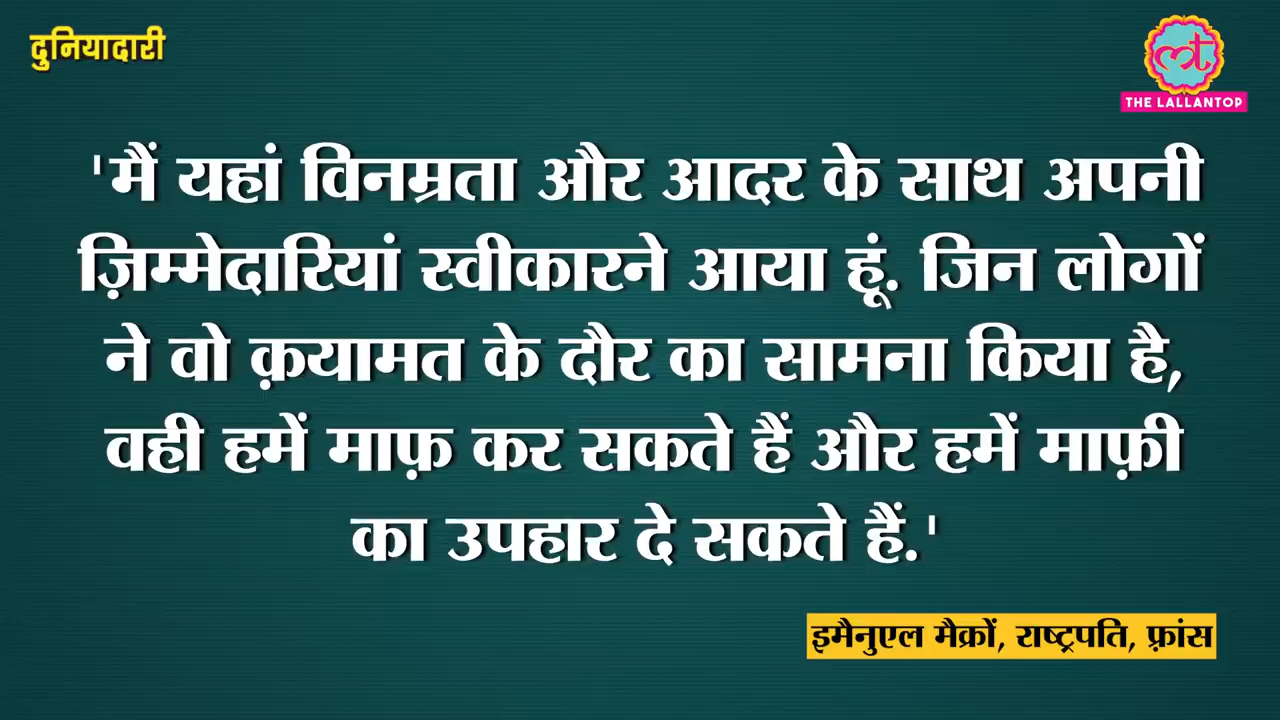 दुनियादारी
lt
THE LALLANTOP
'मैं यहां विनम्रता और आदर के साथ अपनी
ज़िम्मेदारियां स्वीकारने आया हूं. जिन लोगों
ने वो क़यामत के दौर का सामना किया है,
वही हमें माफ़ कर सकते हैं और हमें माफ़ी
का उपहार दे सकते हैं.'
इमैनुएल मैक्रों, राष्ट्रपति, फ़्रांस